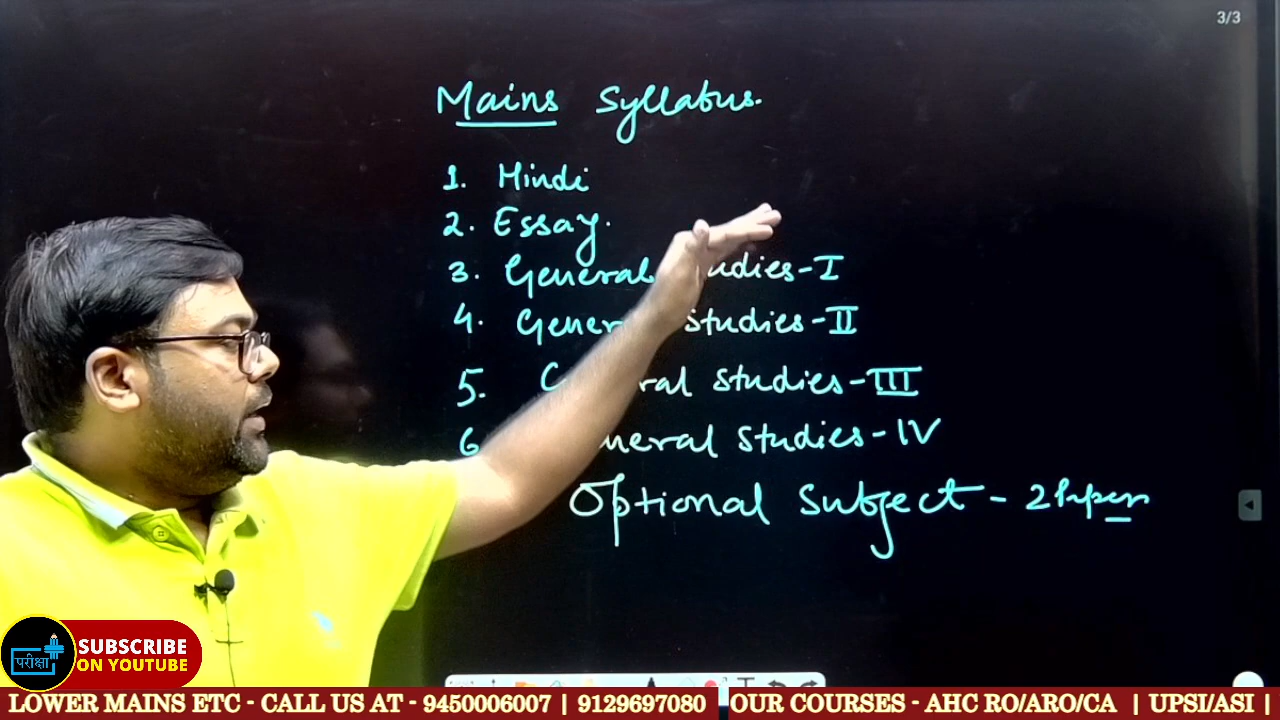 3/3
Mains Syllabus.
1. Hindi
2. Essay.
3. General Studies-I
4. General Studies-II
5. General Studies-III
6 General Studies-IV
Optional Subject - 2 Papers
परीक्षा
SUBSCRIBE
ON YOUTUBE
LOWER MAINS ETC - CALL US AT - 9450006007 | 9129697080 OUR COURSES - AHC RO/ARO/CA | UPSI/ASI |